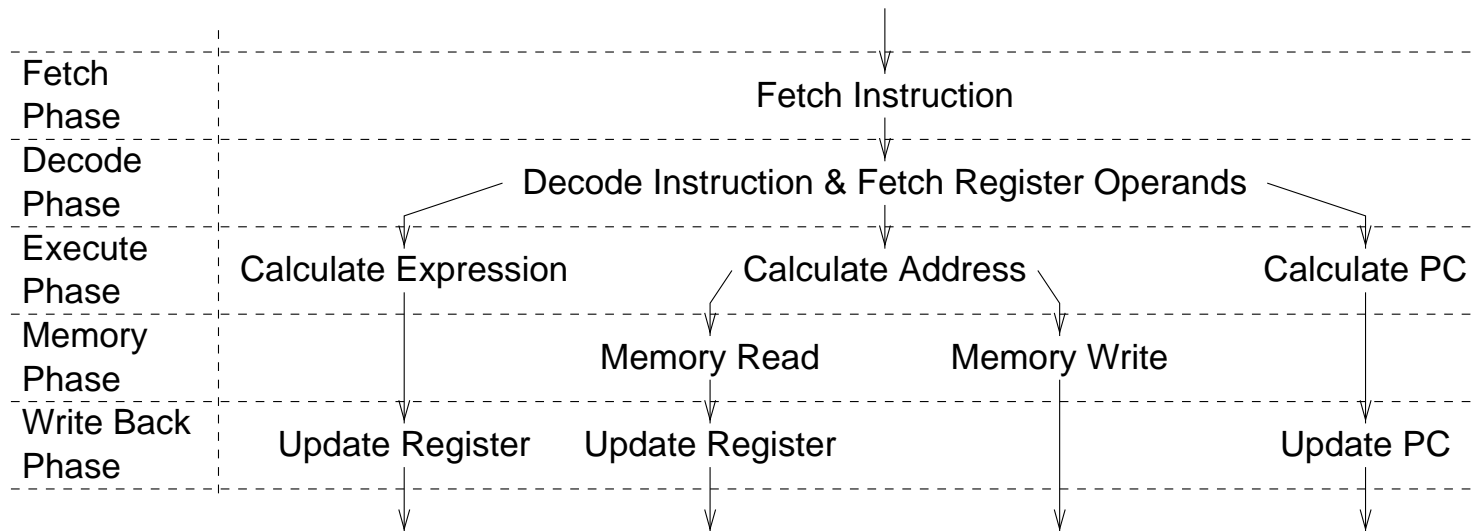 Fetch
Phase
Fetch Instruction
Decode
Phase
Decode Instruction & Fetch Register Operands
Execute
Phase
Calculate Expression
Calculate Address
Calculate PC
Memory
Phase
Memory Read
Memory Write
Write Back
Phase
Update Register
Update Register
Update PC